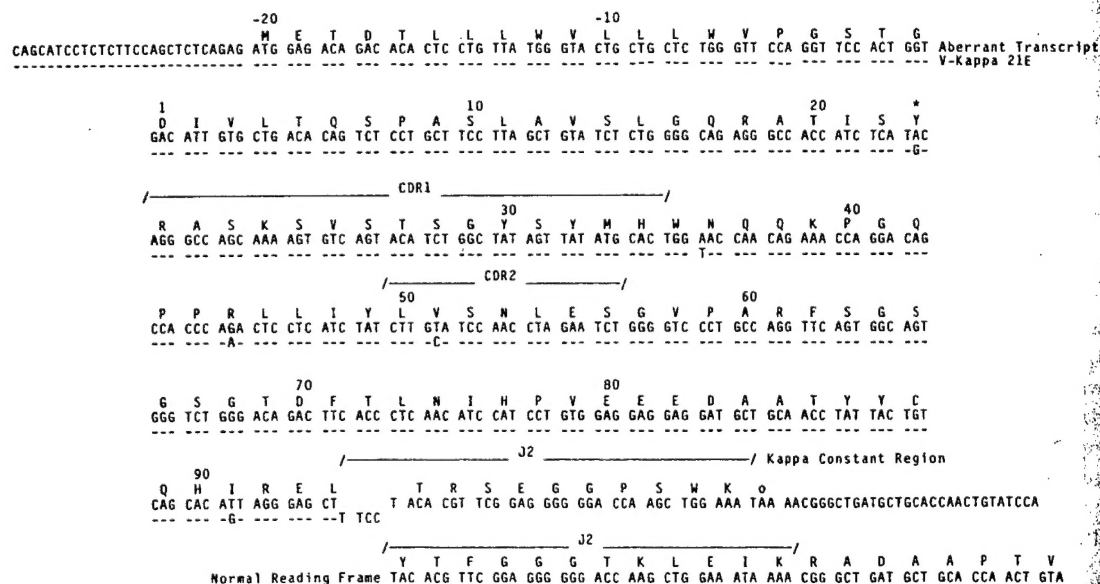 -20 -10
M E T D T L L L W V L L L W V P G S T G
CAGCATCCTCTCTTCCAGCTCTCAGAG ATG GAG ACA GAC ACA CTC CTG TTA TGG GTA CTG CTG CTC TGG GTT CCA GGT TCC ACT GGT Aberrant Transcript
--------------------------- --- --- --- --- --- --- --- --- --- --- --- --- --- --- --- --- --- --- --- --- V-Kappa 21E
1 10 20 *
D I V L T Q S P A S L A V S L G Q R A T I S Y
GAC ATT GTG CTG ACA CAG TCT CCT GCT TCC TTA GCT GTA TCT CTG GGG CAG AGG GCC ACC ATC TCA TAC
--- --- --- --- --- --- --- --- --- --- --- --- --- --- --- --- --- --- --- --- --- --- -G-
/ CDR1 /
30 40
R A S K S V S T S G Y S Y M H W N Q Q K P G Q
AGG GCC AGC AAA AGT GTC AGT ACA TCT GGC TAT AGT TAT ATG CAC TGG AAC CAA CAG AAA CCA GGA CAG
--- --- --- --- --- --- --- --- --- --- --- --- --- --- --- --- T-- --- --- --- --- --- ---
/ CDR2 /
50 60
P P R L L I Y L V S N L E S G V P A R F S G S
CCA CCC AGA CTC CTC ATC TAT CTT GTA TCC AAC CTA GAA TCT GGG GTC CCT GCC AGG TTC AGT GGC AGT
--- --- -A- --- --- --- --- --- -C- --- --- --- --- --- --- --- --- --- --- --- --- --- ---
70 80
G S G T D F T L N I H P V E E E D A A T Y Y C
GGG TCT GGG ACA GAC TTC ACC CTC AAC ATC CAT CCT GTG GAG GAG GAG GAT GCT GCA ACC TAT TAC TGT
--- --- --- --- --- --- --- --- --- --- --- --- --- --- --- --- --- --- --- --- --- --- ---
/ J2 / Kappa Constant Region
90
Q H I R E L T R S E G G P S W K o
CAG CAC ATT AGG GAG CT T ACA CGT TCG GAG GGG GGA CCA AGC TGG AAA TAA AACGGGCTGATGCTGCACCAACTGTATCCA
--- --- -G- --- --- --T TCC
/ J2 /
Y T F G G G T K L E I K R A D A A P T V
Normal Reading Frame TAC ACG TTC GGA GGG GGG ACC AAG CTG GAA ATA AAA CGG GCT GAT GCT GCA CCA ACT GTA